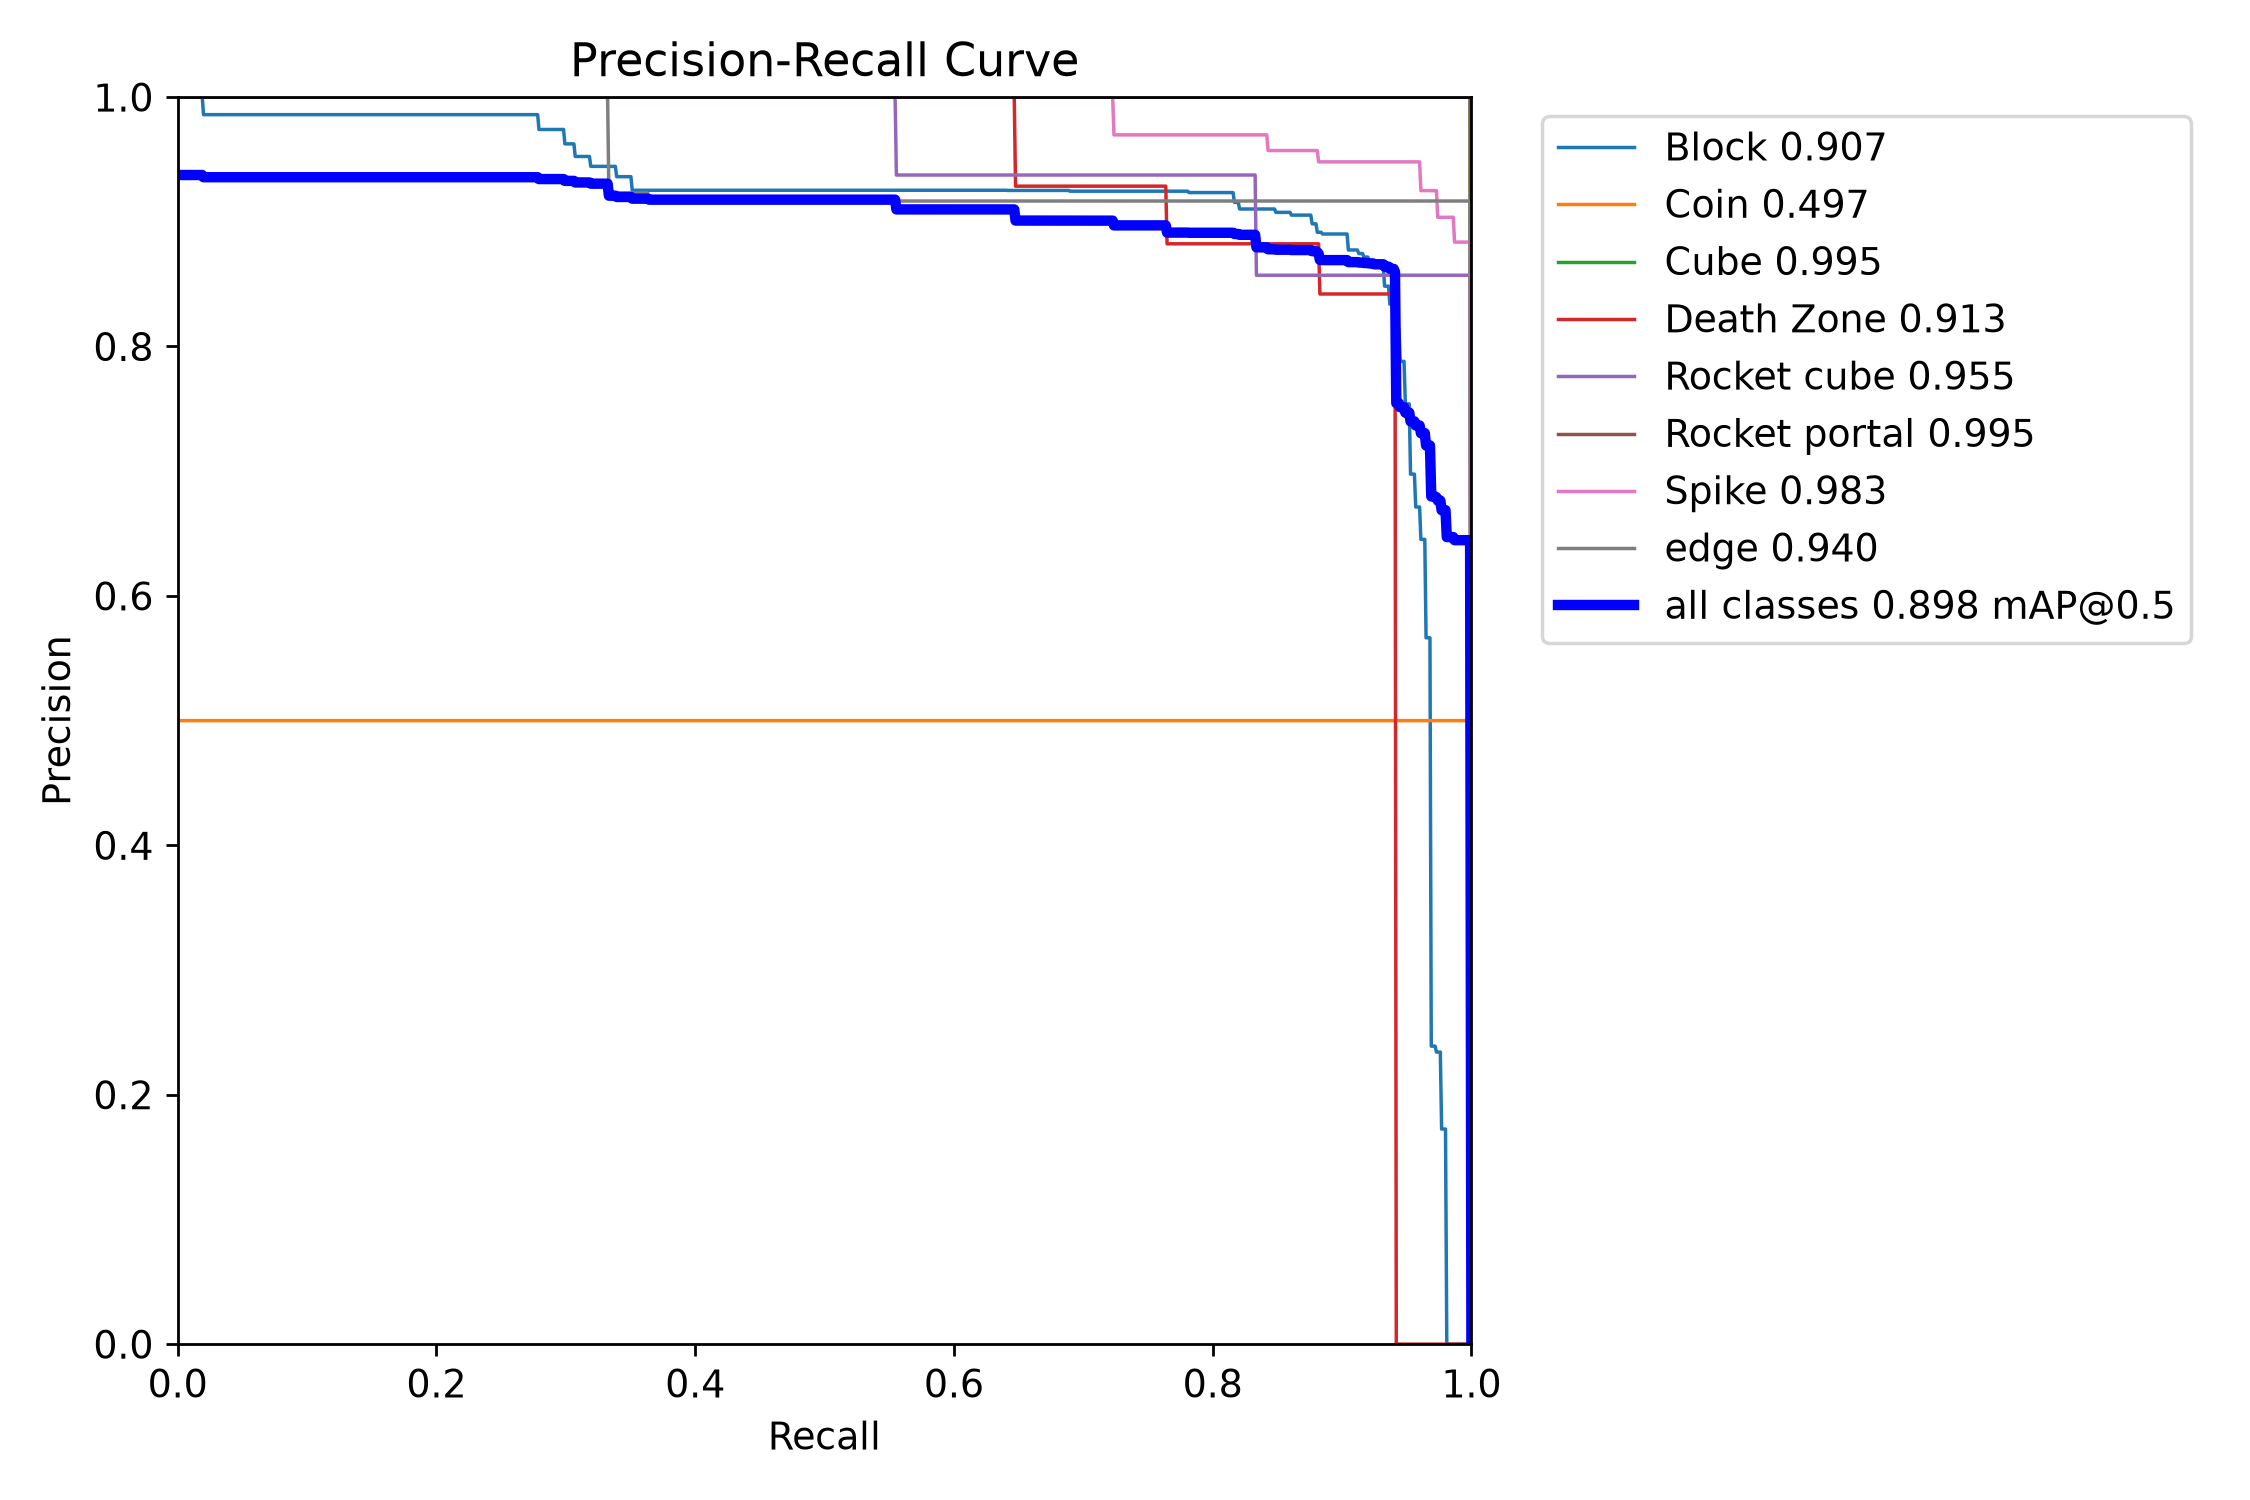 Precision-Recall Curve
1.0
0.8
0.6
0.4
0.2
0.0
Precision
0.0 0.2 0.4 0.6 0.8 1.0
Recall
Block 0.907
Coin 0.497
Cube 0.995
Death Zone 0.913
Rocket cube 0.955
Rocket portal 0.995
Spike 0.983
edge 0.940
all classes 0.898 mAP@0.5